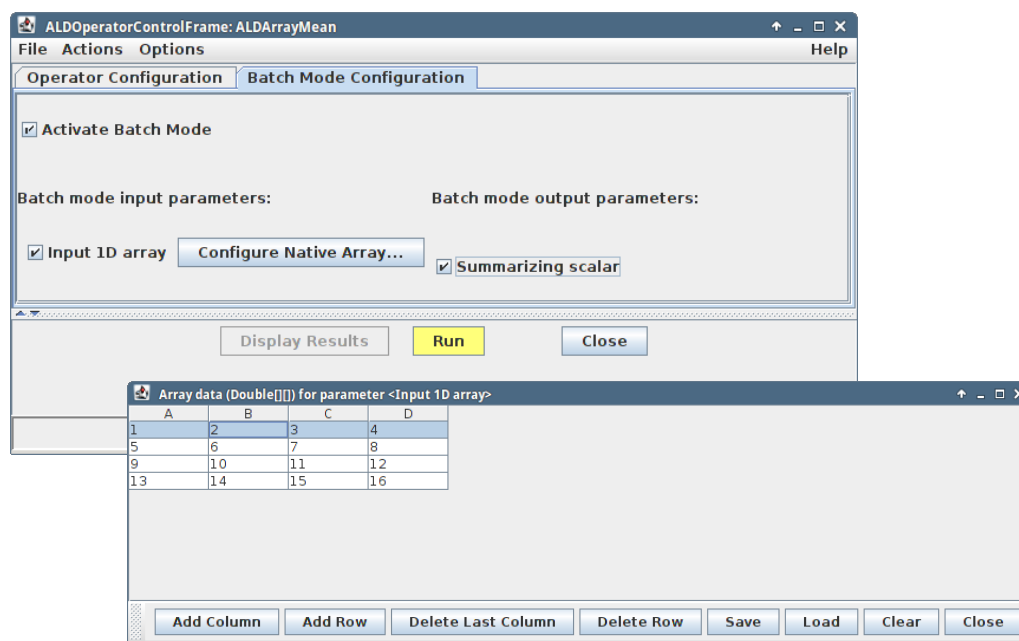 ALDOperatorControlFrame: ALDArrayMean
File Actions Options Help
Operator Configuration Batch Mode Configuration
Activate Batch Mode
Batch mode input parameters: Batch mode output parameters:
Input 1D array Configure Native Array... Summarizing scalar
Display Results Run Close
Array data (Double[][]) for parameter <Input 1D array>
A B C D
1 2 3 4
5 6 7 8
9 10 11 12
13 14 15 16
Add Column Add Row Delete Last Column Delete Row Save Load Clear Close